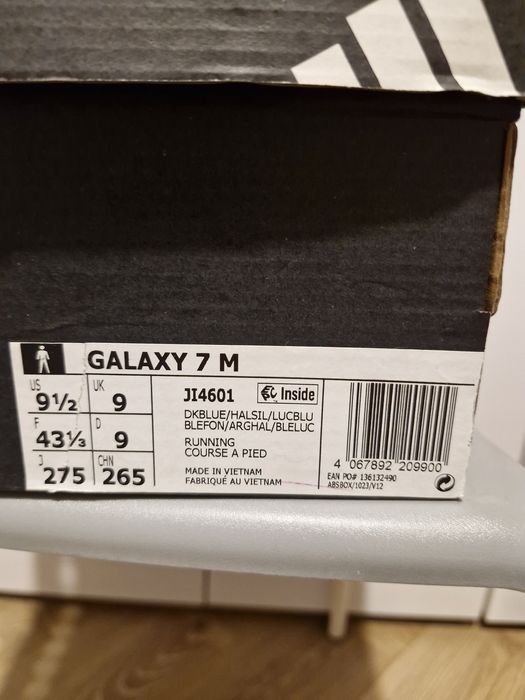 GALAXY 7 M
US 9½ UK 9
F 43⅓ D 9
J 275 CHN 265
JI4601 Inside
DKBLUE/HALSIL/LUCBLU
BLEFON/ARGHAL/BLELUC
RUNNING
COURSE A PIED
MADE IN VIETNAM
FABRIQUÉ AU VIETNAM
4 067892 209900
EAN PO# 136132490
ABSBOX/1023/V12